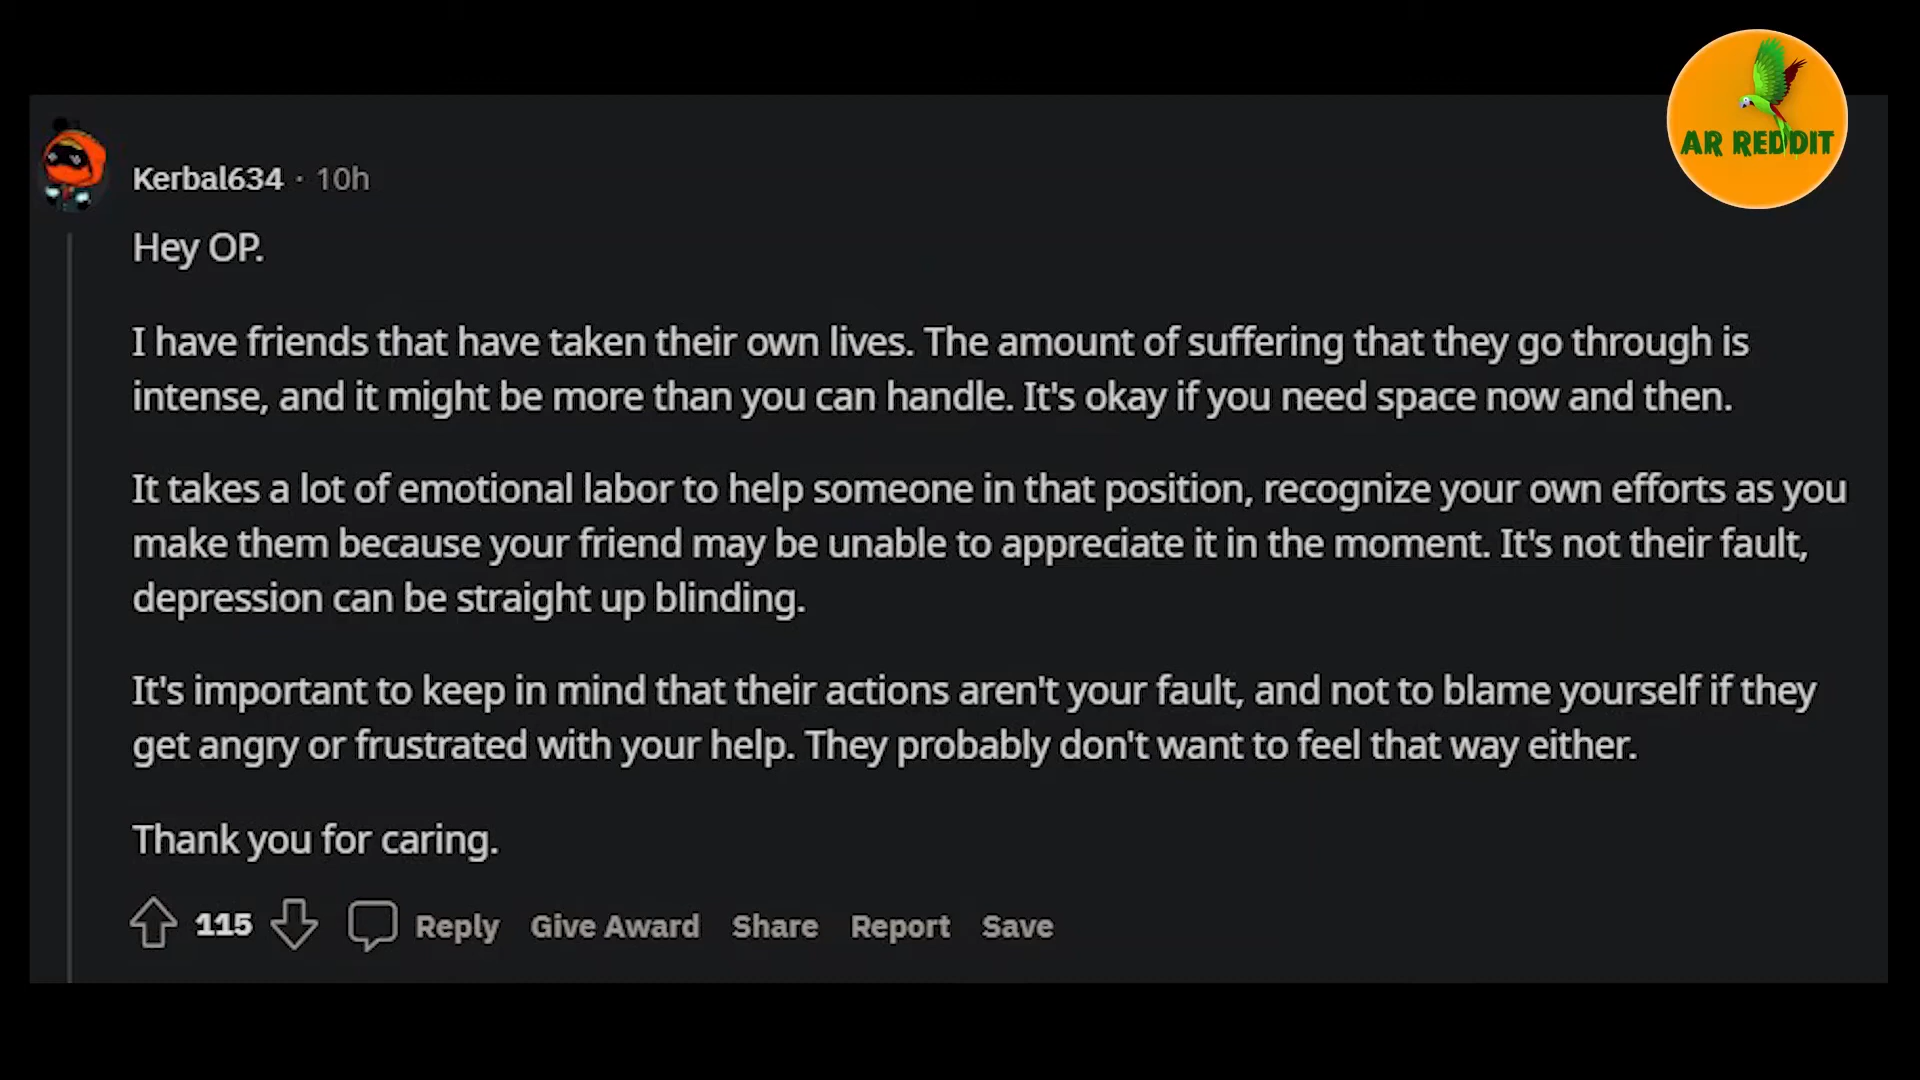 AR REDDIT
Kerbal634 · 10h
Hey OP.
I have friends that have taken their own lives. The amount of suffering that they go through is
intense, and it might be more than you can handle. It's okay if you need space now and then.
It takes a lot of emotional labor to help someone in that position, recognize your own efforts as you
make them because your friend may be unable to appreciate it in the moment. It's not their fault,
depression can be straight up blinding.
It's important to keep in mind that their actions aren't your fault, and not to blame yourself if they
get angry or frustrated with your help. They probably don't want to feel that way either.
Thank you for caring.
115 Reply Give Award Share Report Save